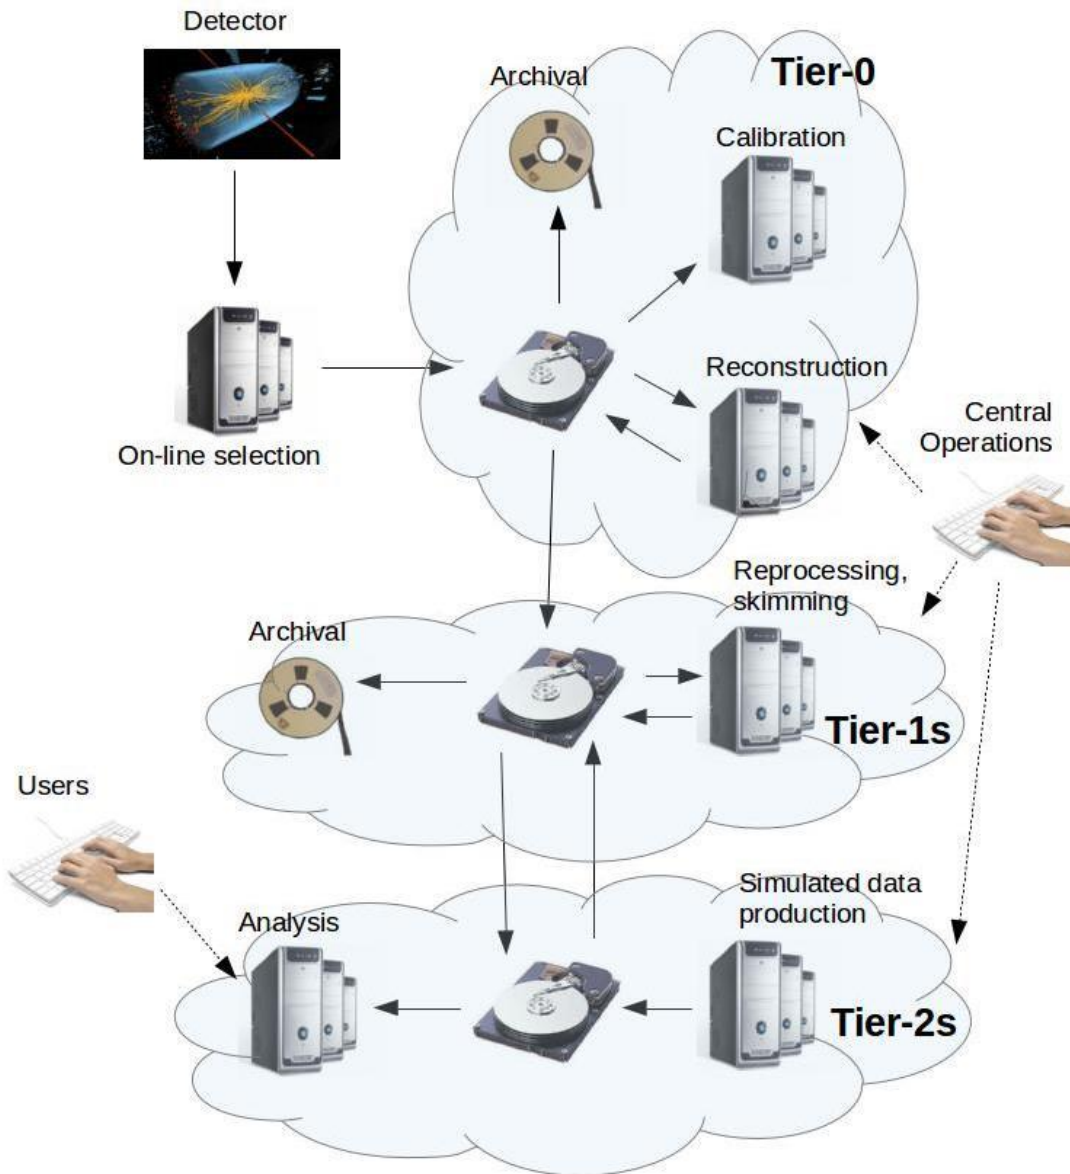 Detector
Archival
Tier-0
Calibration
Reconstruction
On-line selection
Central
Operations
Reprocessing,
skimming
Archival
Tier-1s
Users
Simulated data
production
Analysis
Tier-2s